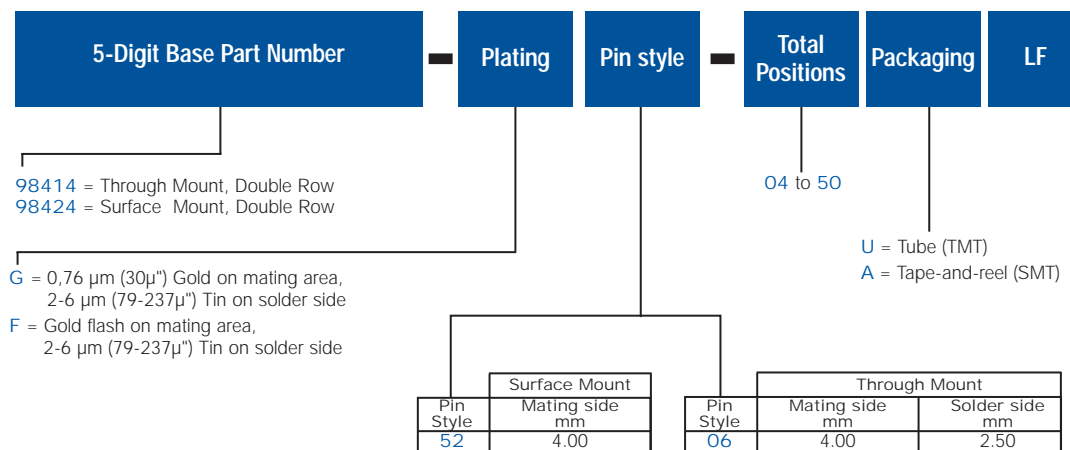 5-Digit Base Part Number - Plating Pin style - Total Positions Packaging LF
98414 = Through Mount, Double Row
98424 = Surface Mount, Double Row
04 to 50
U = Tube (TMT)
A = Tape-and-reel (SMT)
G = 0,76 µm (30µ") Gold on mating area,
2-6 µm (79-237µ") Tin on solder side
F = Gold flash on mating area,
2-6 µm (79-237µ") Tin on solder side
Surface Mount
Pin Style Mating side mm
52 4.00
Through Mount
Pin Style Mating side mm Solder side mm
06 4.00 2.50